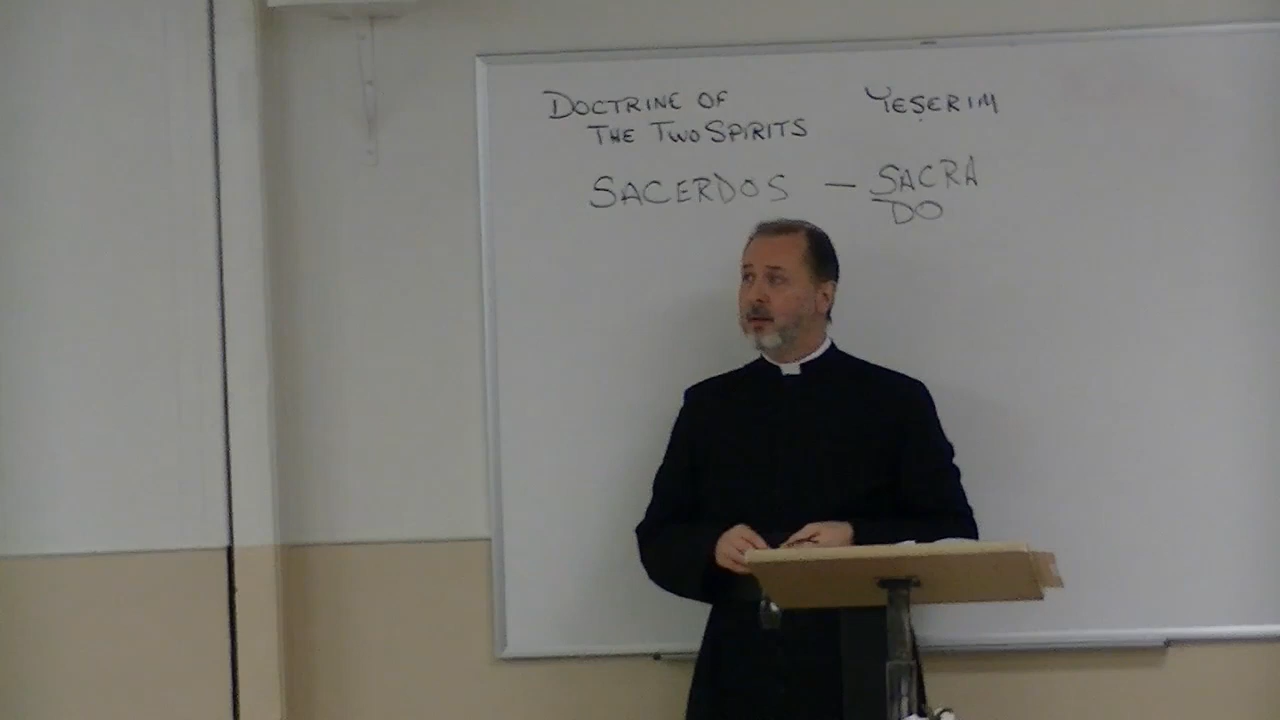 DOCTRINE OF
THE TWO SPIRITS
YEṢERIM
SACERDOS — SACRA
DO